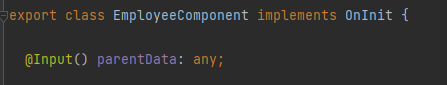 export class EmployeeComponent implements OnInit {
@Input() parentData: any;